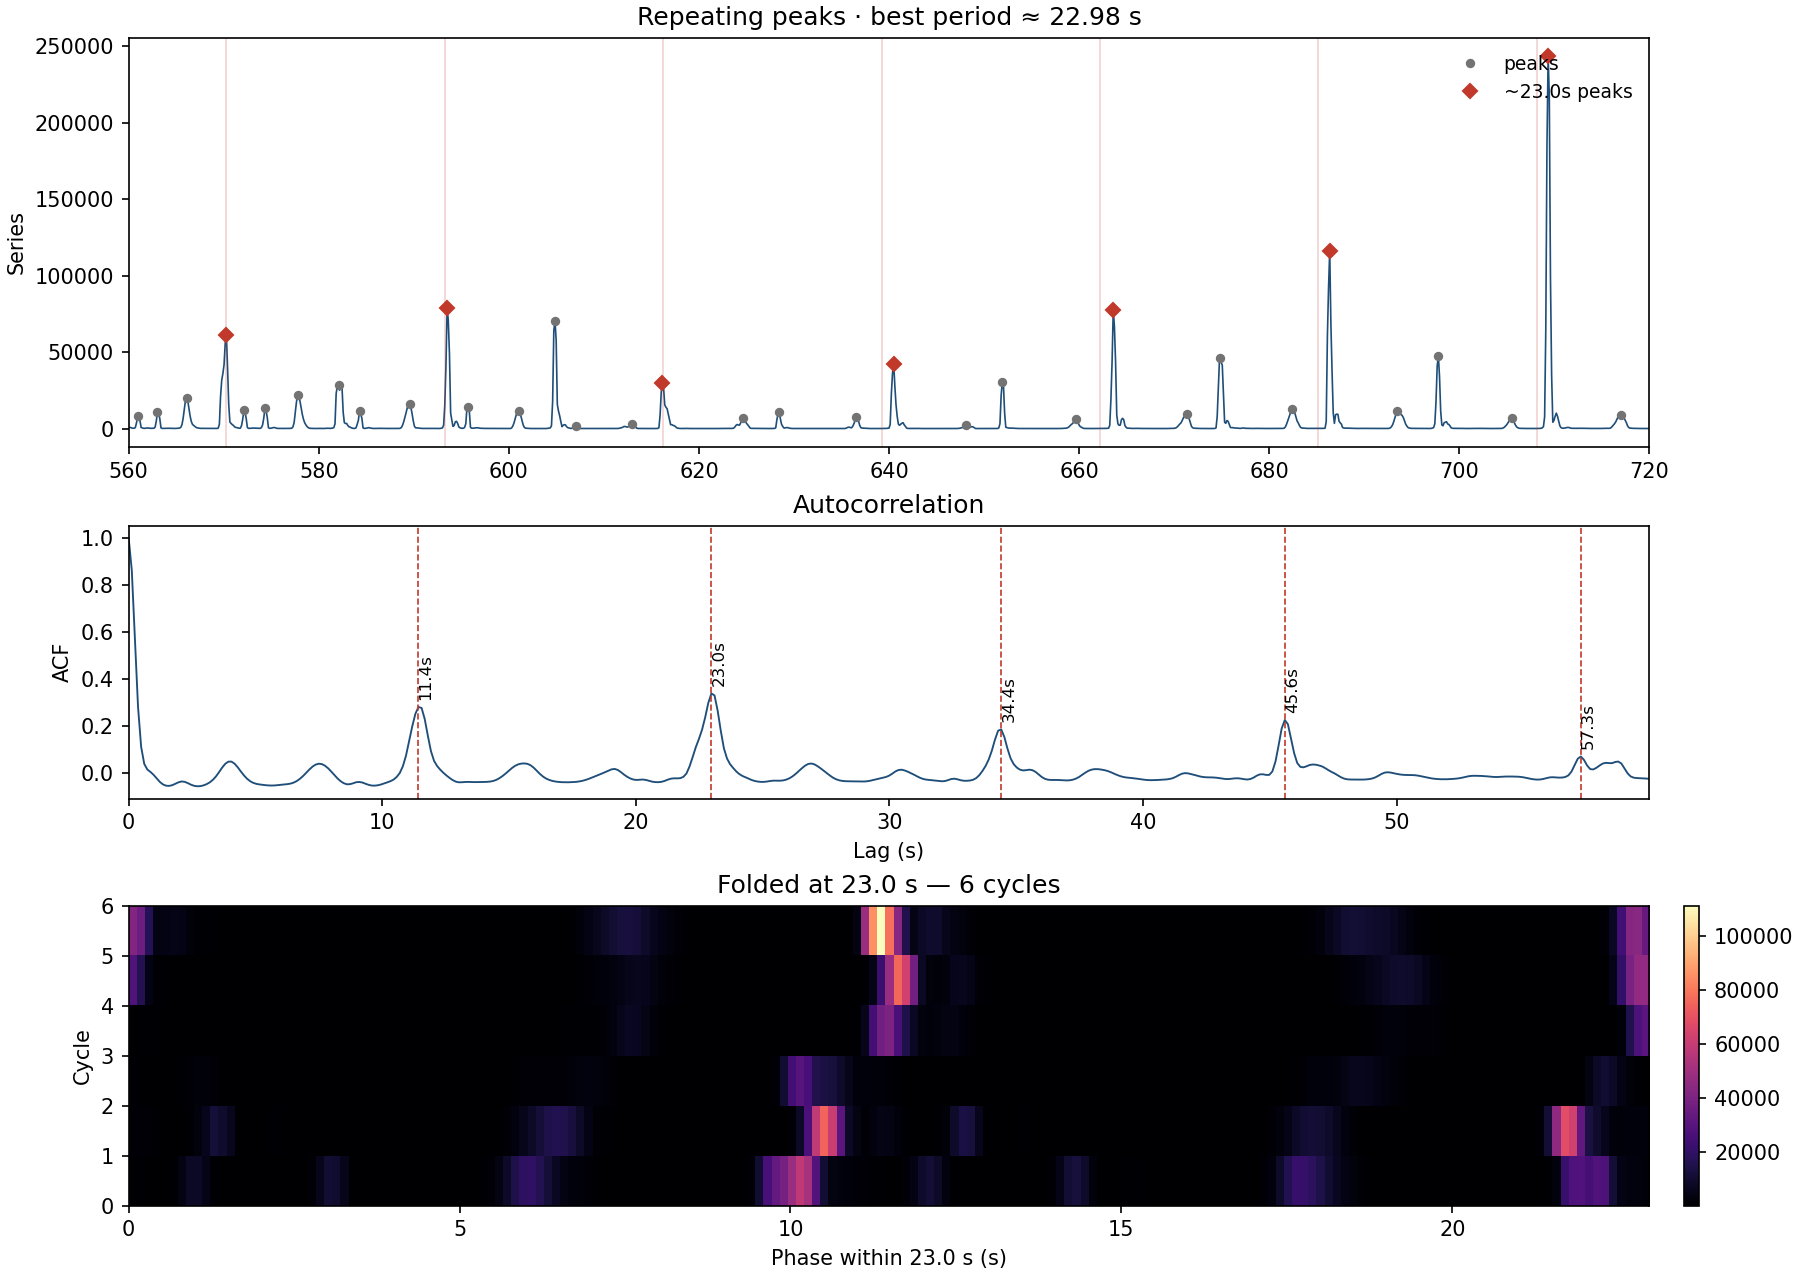 Repeating peaks · best period ≈ 22.98 s
250000
200000
150000
100000
50000
0
Series
peaks
~23.0s peaks
560 580 600 620 640 660 680 700 720
Autocorrelation
1.0
0.8
0.6
0.4
0.2
0.0
ACF
11.4s
23.0s
34.4s
45.6s
57.3s
0 10 20 30 40 50
Lag (s)
Folded at 23.0 s — 6 cycles
6
5
4
3
2
1
0
Cycle
0 5 10 15 20
Phase within 23.0 s (s)
100000
80000
60000
40000
20000